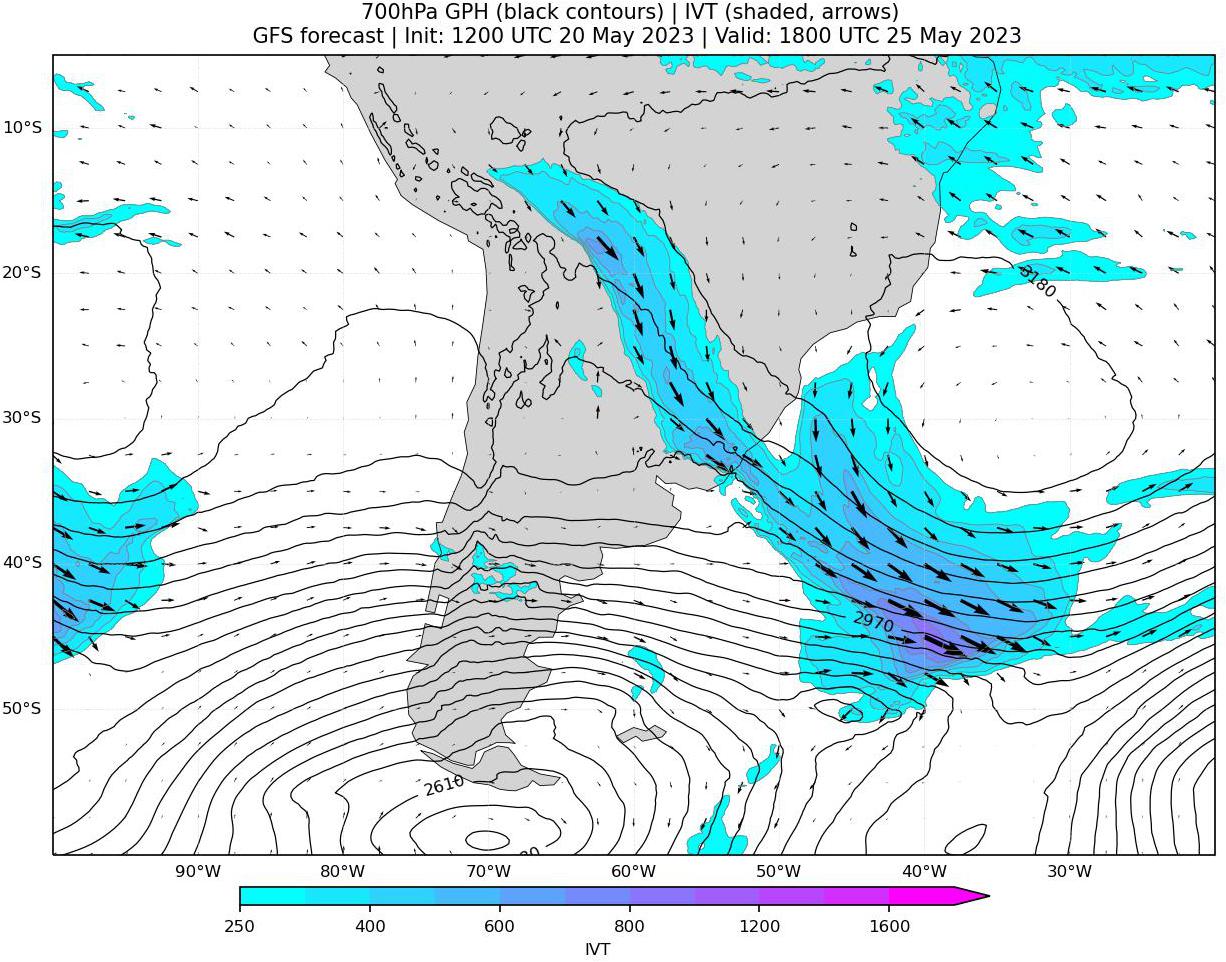 700hPa GPH (black contours) | IVT (shaded, arrows)
GFS forecast | Init: 1200 UTC 20 May 2023 | Valid: 1800 UTC 25 May 2023
10°S
20°S
3180
30°S
40°S
2970
50°S
2610
90°W 80°W 70°W 60°W 50°W 40°W 30°W
250 400 600 800 1200 1600
IVT